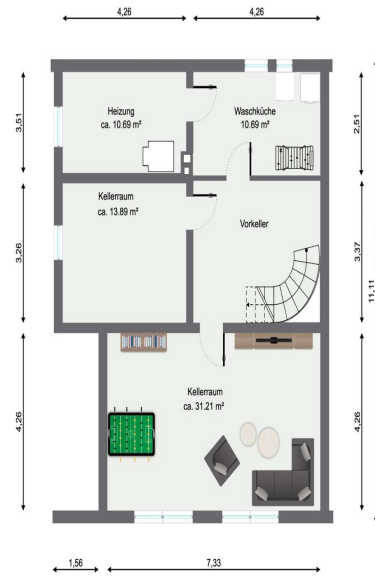 4,26
4,26
3,51
Heizung
ca. 10.69 m²
Waschküche
10.69 m²
2,51
Kellerraum
ca. 13.89 m²
Vorkeller
3,26
3,37
11,11
Kellerraum
ca. 31.21 m²
4,26
4,26
1,56
7,33